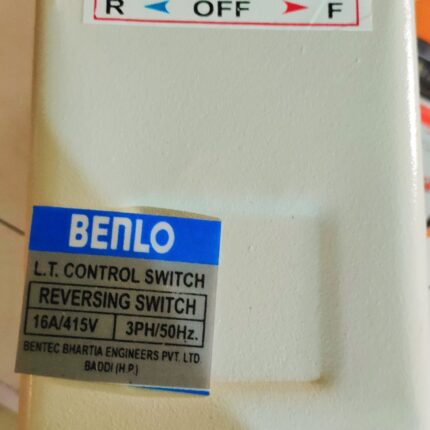 R ◄ OFF ► F
BENLO
L.T. CONTROL SWITCH
REVERSING SWITCH
16A/415V 3PH/50Hz.
BENTEC BHARTIA ENGINEERS PVT. LTD
BADDI (H.P.)